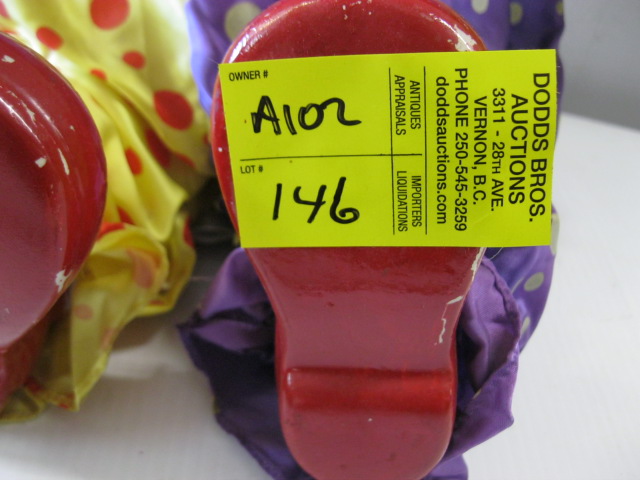 OWNER #
A102
LOT #
146
ANTIQUES
APPRAISALS
IMPORTERS
LIQUIDATIONS
DODDS BROS.
AUCTIONS
3311 - 28TH AVE.
VERNON, B.C.
PHONE 250-545-3259
doddsauctions.com